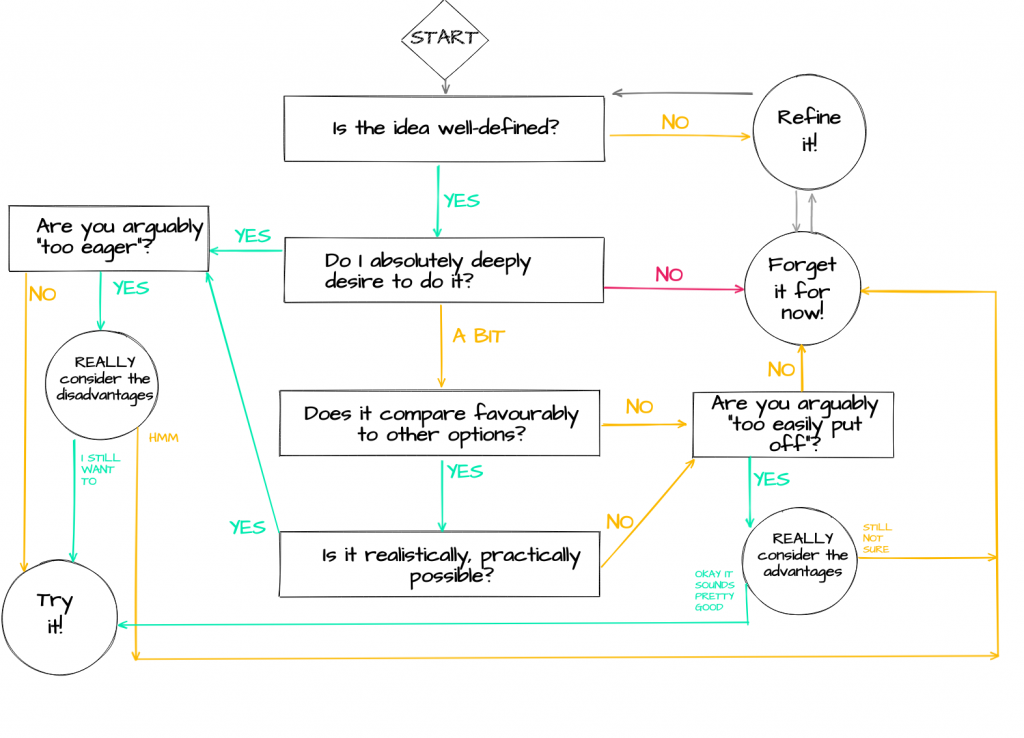 START
Is the idea well-defined?
NO
Refine
it!
YES
Are you arguably
"too eager"?
YES
Do I absolutely deeply
desire to do it?
NO
Forget
it for
now!
NO
YES
A BIT
REALLY
consider the
disadvantages
HMM
I STILL
WANT
TO
Does it compare favourably
to other options?
NO
NO
Are you arguably
"too easily put
off"?
YES
YES
YES
Is it realistically, practically
possible?
NO
REALLY
consider the
advantages
STILL
NOT
SURE
OKAY IT
SOUNDS
PRETTY
GOOD
Try
it!